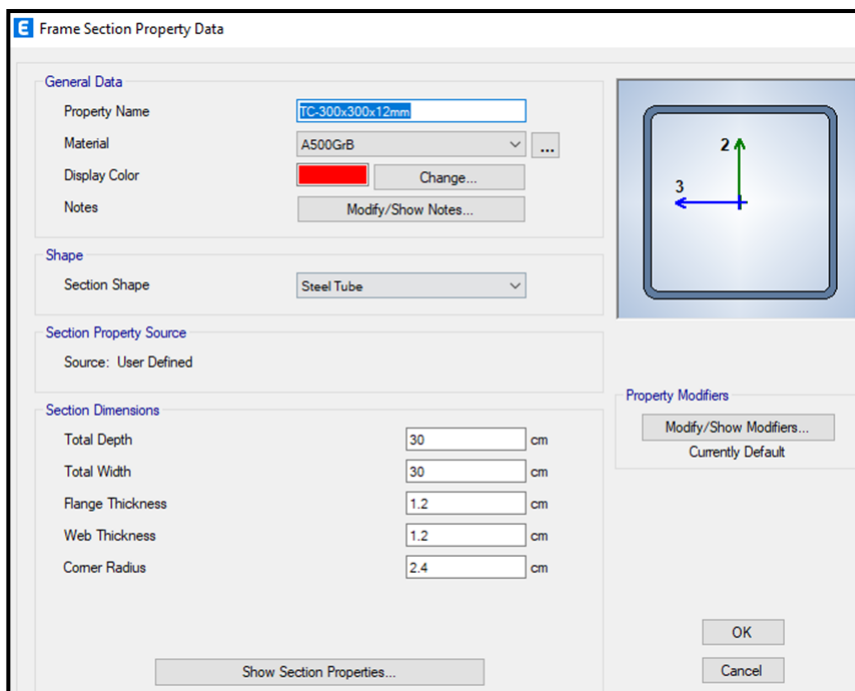 E Frame Section Property Data
General Data
Property Name TC-300x300x12mm
Material A500GrB ...
Display Color Change...
Notes Modify/Show Notes...
2
3
Shape
Section Shape Steel Tube
Section Property Source
Source: User Defined
Property Modifiers
Modify/Show Modifiers...
Currently Default
Section Dimensions
Total Depth 30 cm
Total Width 30 cm
Flange Thickness 1.2 cm
Web Thickness 1.2 cm
Corner Radius 2.4 cm
Show Section Properties...
OK
Cancel